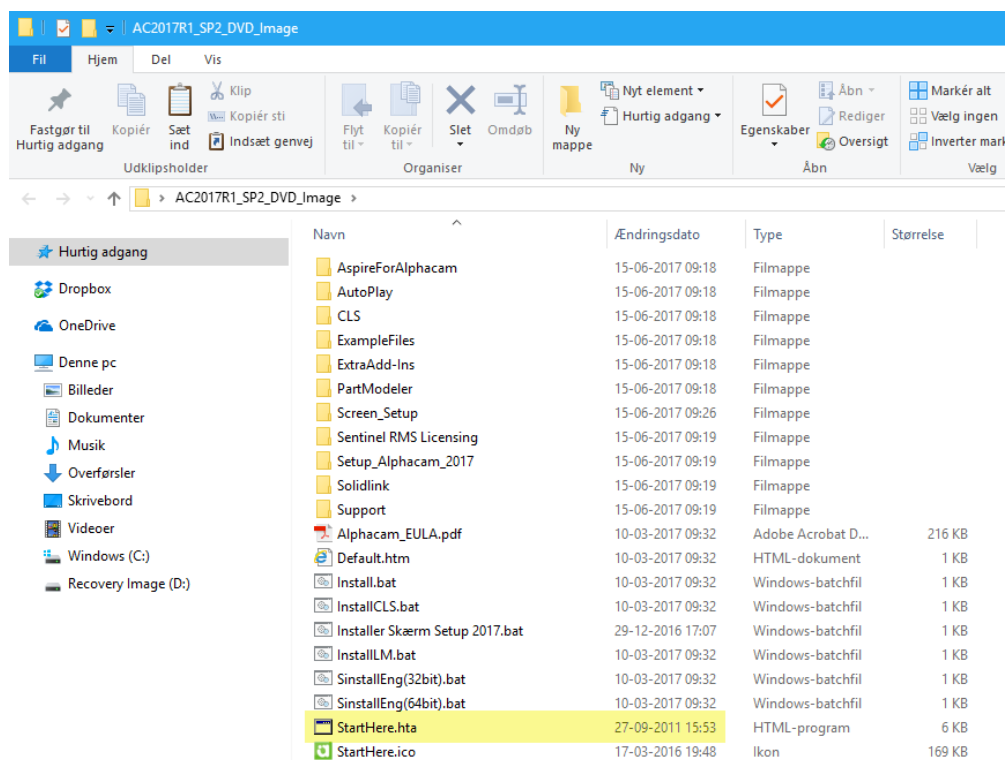 AC2017R1_SP2_DVD_Image
Fil Hjem Del Vis
Fastgør til Hurtig adgang
Kopiér
Sæt ind
Klip
Kopiér sti
Indsæt genvej
Udklipsholder
Flyt til
Kopiér til
Slet
Omdøb
Organiser
Ny mappe
Nyt element
Hurtig adgang
Ny
Egenskaber
Åbn
Rediger
Oversigt
Åbn
Markér alt
Vælg ingen
Inverter mark
Vælg
AC2017R1_SP2_DVD_Image
Hurtig adgang
Dropbox
OneDrive
Denne pc
Billeder
Dokumenter
Musik
Overførsler
Skrivebord
Videoer
Windows (C:)
Recovery Image (D:)
Navn Ændringsdato Type Størrelse
AspireForAlphacam 15-06-2017 09:18 Filmappe
AutoPlay 15-06-2017 09:18 Filmappe
CLS 15-06-2017 09:18 Filmappe
ExampleFiles 15-06-2017 09:18 Filmappe
ExtraAdd-Ins 15-06-2017 09:18 Filmappe
PartModeler 15-06-2017 09:18 Filmappe
Screen_Setup 15-06-2017 09:26 Filmappe
Sentinel RMS Licensing 15-06-2017 09:19 Filmappe
Setup_Alphacam_2017 15-06-2017 09:19 Filmappe
Solidlink 15-06-2017 09:19 Filmappe
Support 15-06-2017 09:19 Filmappe
Alphacam_EULA.pdf 10-03-2017 09:32 Adobe Acrobat D... 216 KB
Default.htm 10-03-2017 09:32 HTML-dokument 1 KB
Install.bat 10-03-2017 09:32 Windows-batchfil 1 KB
InstallCLS.bat 10-03-2017 09:32 Windows-batchfil 1 KB
Installer Skærm Setup 2017.bat 29-12-2016 17:07 Windows-batchfil 1 KB
InstallLM.bat 10-03-2017 09:32 Windows-batchfil 1 KB
SinstallEng(32bit).bat 10-03-2017 09:32 Windows-batchfil 1 KB
SinstallEng(64bit).bat 10-03-2017 09:32 Windows-batchfil 1 KB
StartHere.hta 27-09-2011 15:53 HTML-program 6 KB
StartHere.ico 17-03-2016 19:48 Ikon 169 KB